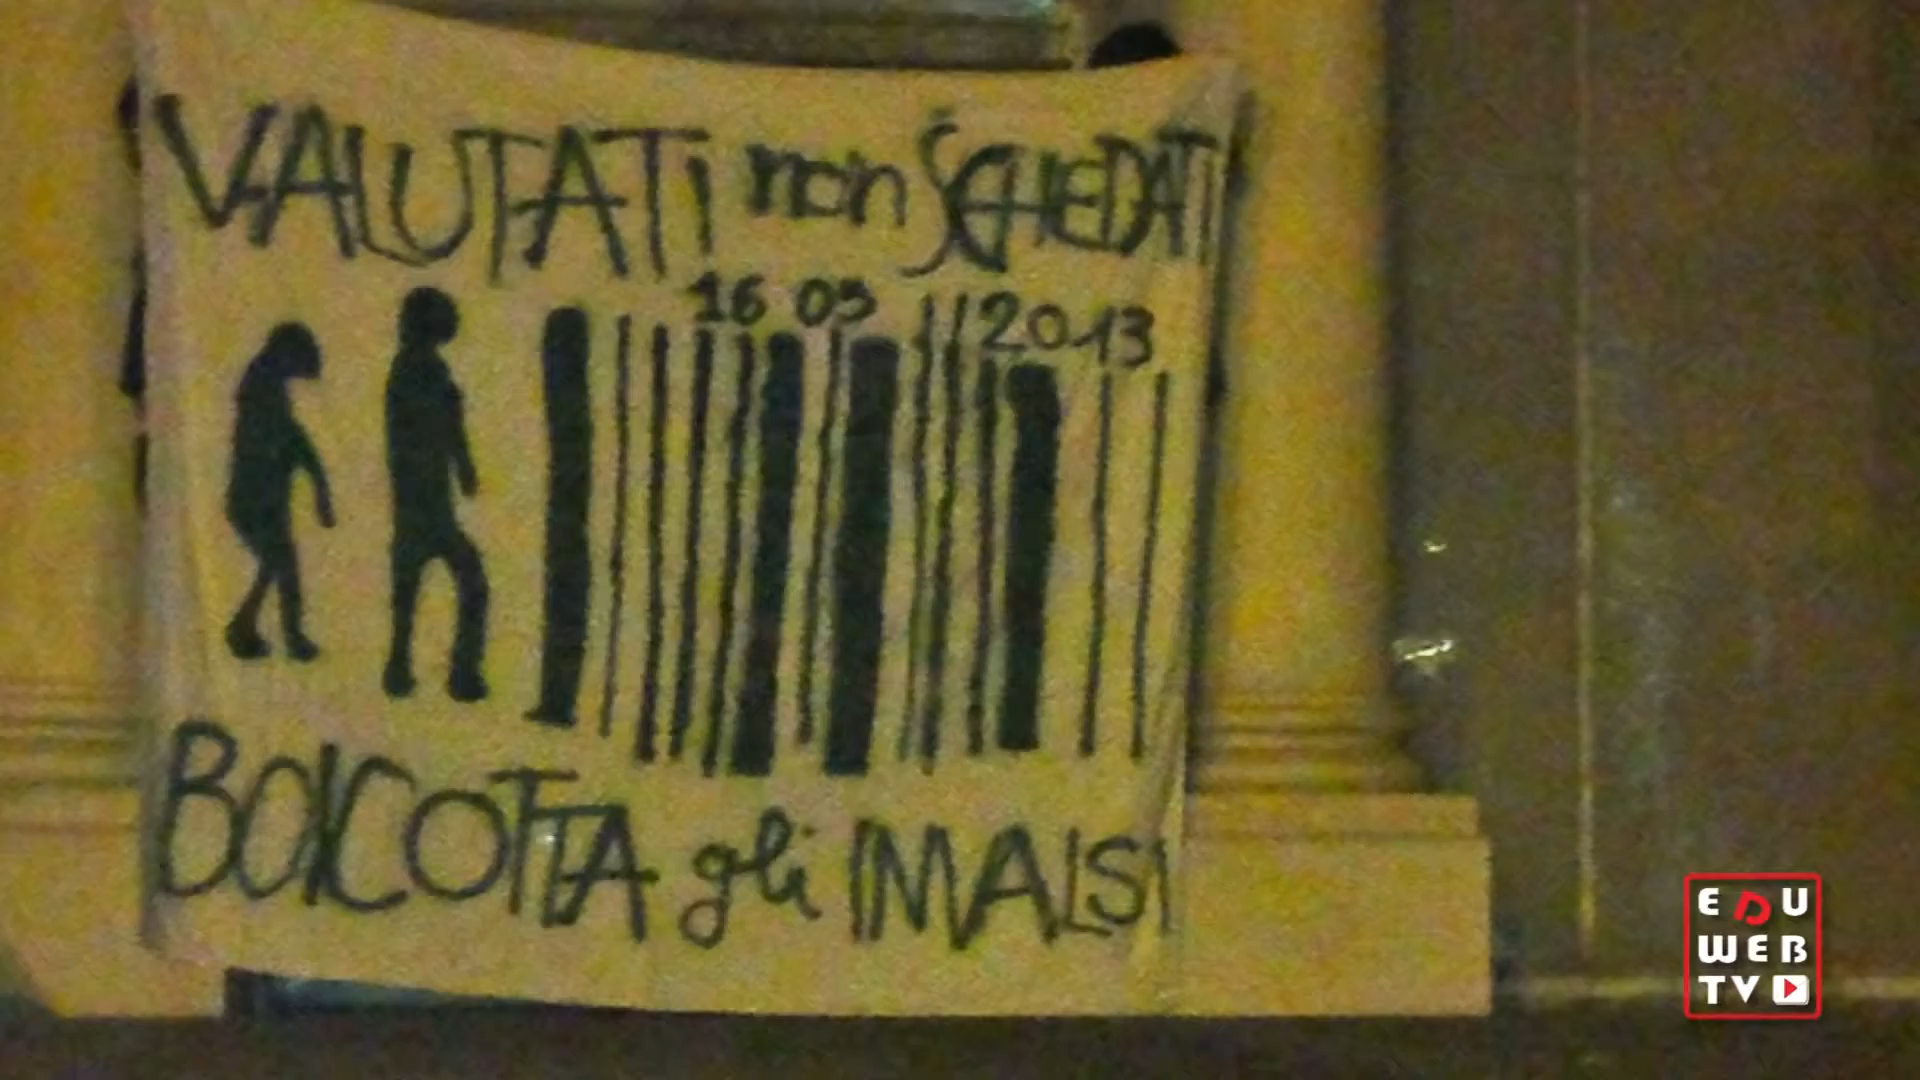 VALUTATI non SCHEDATI
16 05 2013
BOICOTTA gli INVALSI
EDU
WEB
TV